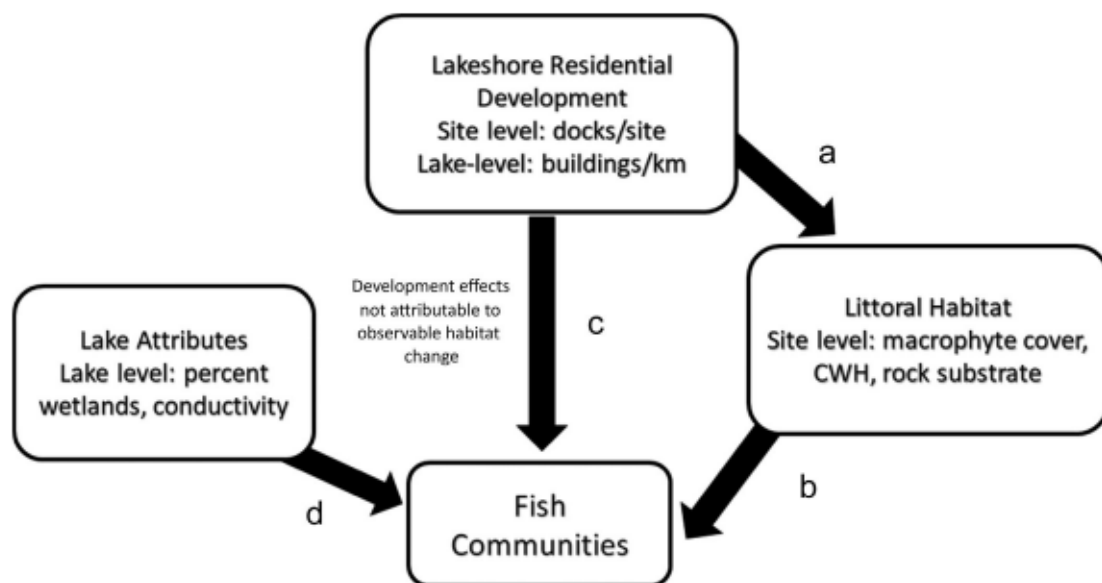 Lakeshore Residential
Development
Site level: docks/site
Lake-level: buildings/km
a
Development effects
not attributable to
observable habitat
change
c
Lake Attributes
Lake level: percent
wetlands, conductivity
Littoral Habitat
Site level: macrophyte cover,
CWH, rock substrate
d
b
Fish
Communities